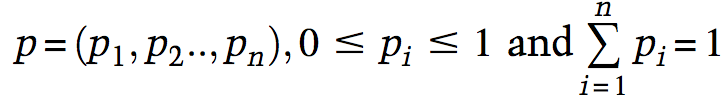 p=(p₁,p₂..,pₙ),0 ≤ pᵢ ≤ 1 and ∑ᵢ₌₁ⁿ pᵢ=1